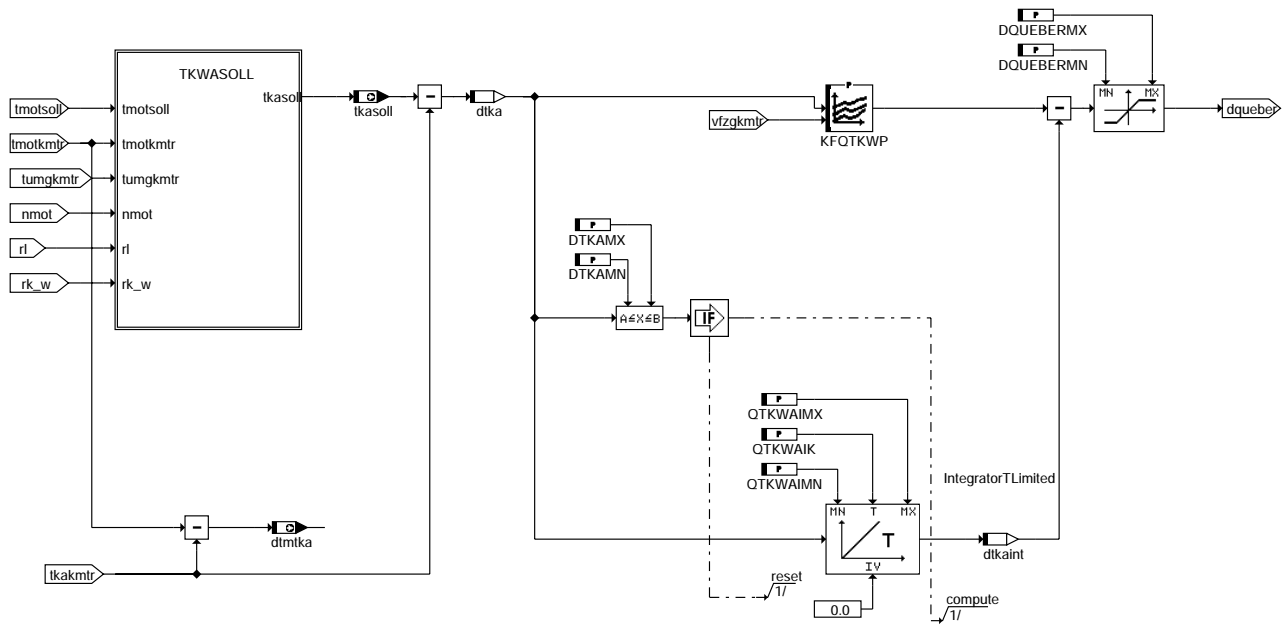 TKWASOLL
tmotsoll
tmotsoll
tkasoll
tmotkmtr
tmotkmtr
tumgkmtr
tumgkmtr
nmot
nmot
rl
rl
rk_w
rk_w
tkasoll
-
dtka
vfzgkmtr
P
KFQTKWP
P
DQUEBERMX
P
DQUEBERMN
-
MN MX
dqueber
P
DTKAMX
P
DTKAMN
A≤X≤B
IF
P
QTKWAIMX
P
QTKWAIK
P
QTKWAIMN
IntegratorTLimited
MN T MX
T
IV
dtkaint
-
dtmtka
tkakmtr
reset
1/
0.0
compute
1/